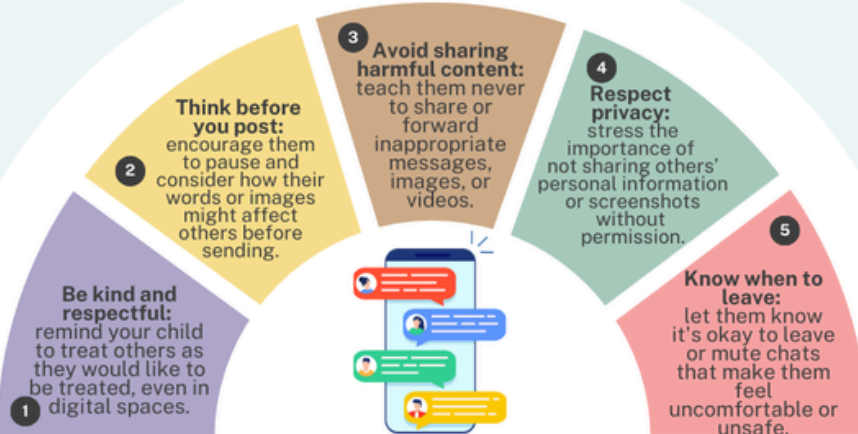 1
Be kind and
respectful:
remind your child
to treat others as
they would like to
be treated, even in
digital spaces.
2
Think before
you post:
encourage them
to pause and
consider how their
words or images
might affect
others before
sending.
3
Avoid sharing
harmful content:
teach them never
to share or
forward
inappropriate
messages,
images, or
videos.
4
Respect
privacy:
stress the
importance of
not sharing others’
personal information
or screenshots
without
permission.
5
Know when to
leave:
let them know
it's okay to leave
or mute chats
that make them
feel
uncomfortable or
unsafe.